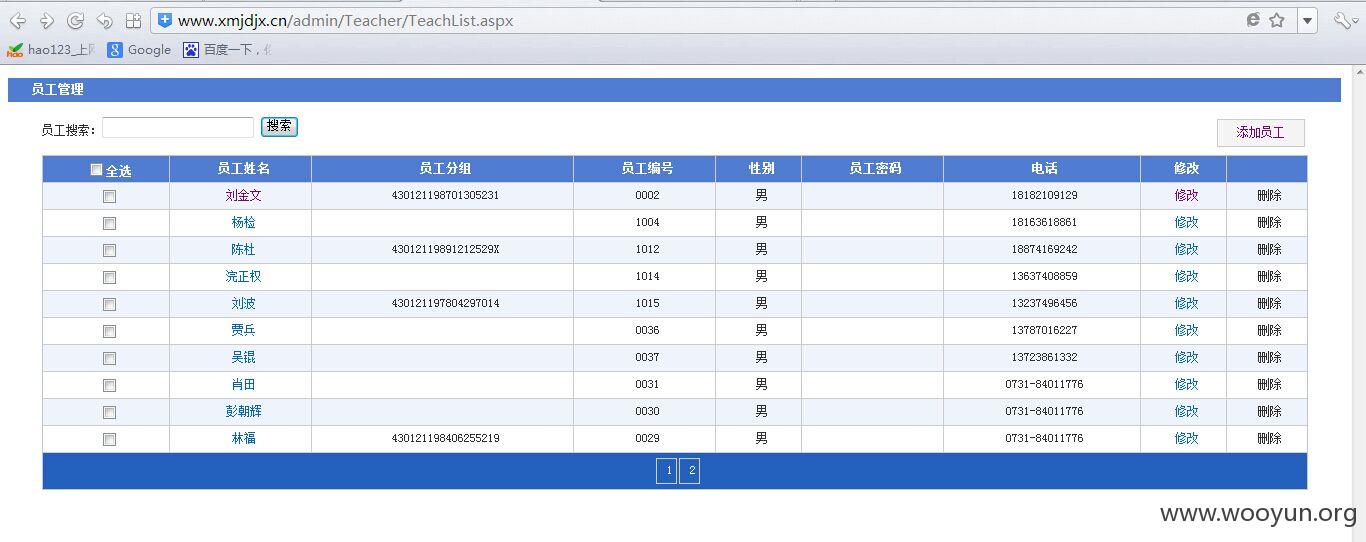 www.xmjdjx.cn/admin/Teacher/TeachList.aspx
hao123_上网 Google 百度一下，
员工管理
员工搜索： 搜索 添加员工
全选 员工姓名 员工分组 员工编号 性别 员工密码 电话 修改
刘金文 430121198701305231 0002 男 18182109129 修改 删除
杨检 1004 男 18163618861 修改 删除
陈杜 43012119891212529X 1012 男 18874169242 修改 删除
浣正权 1014 男 13637408859 修改 删除
刘波 430121197804297014 1015 男 13237496456 修改 删除
贾兵 0036 男 13787016227 修改 删除
吴锟 0037 男 13723861332 修改 删除
肖田 0031 男 0731-84011776 修改 删除
彭朝辉 0030 男 0731-84011776 修改 删除
林福 430121198406255219 0029 男 0731-84011776 修改 删除
1 2
www.wooyun.org